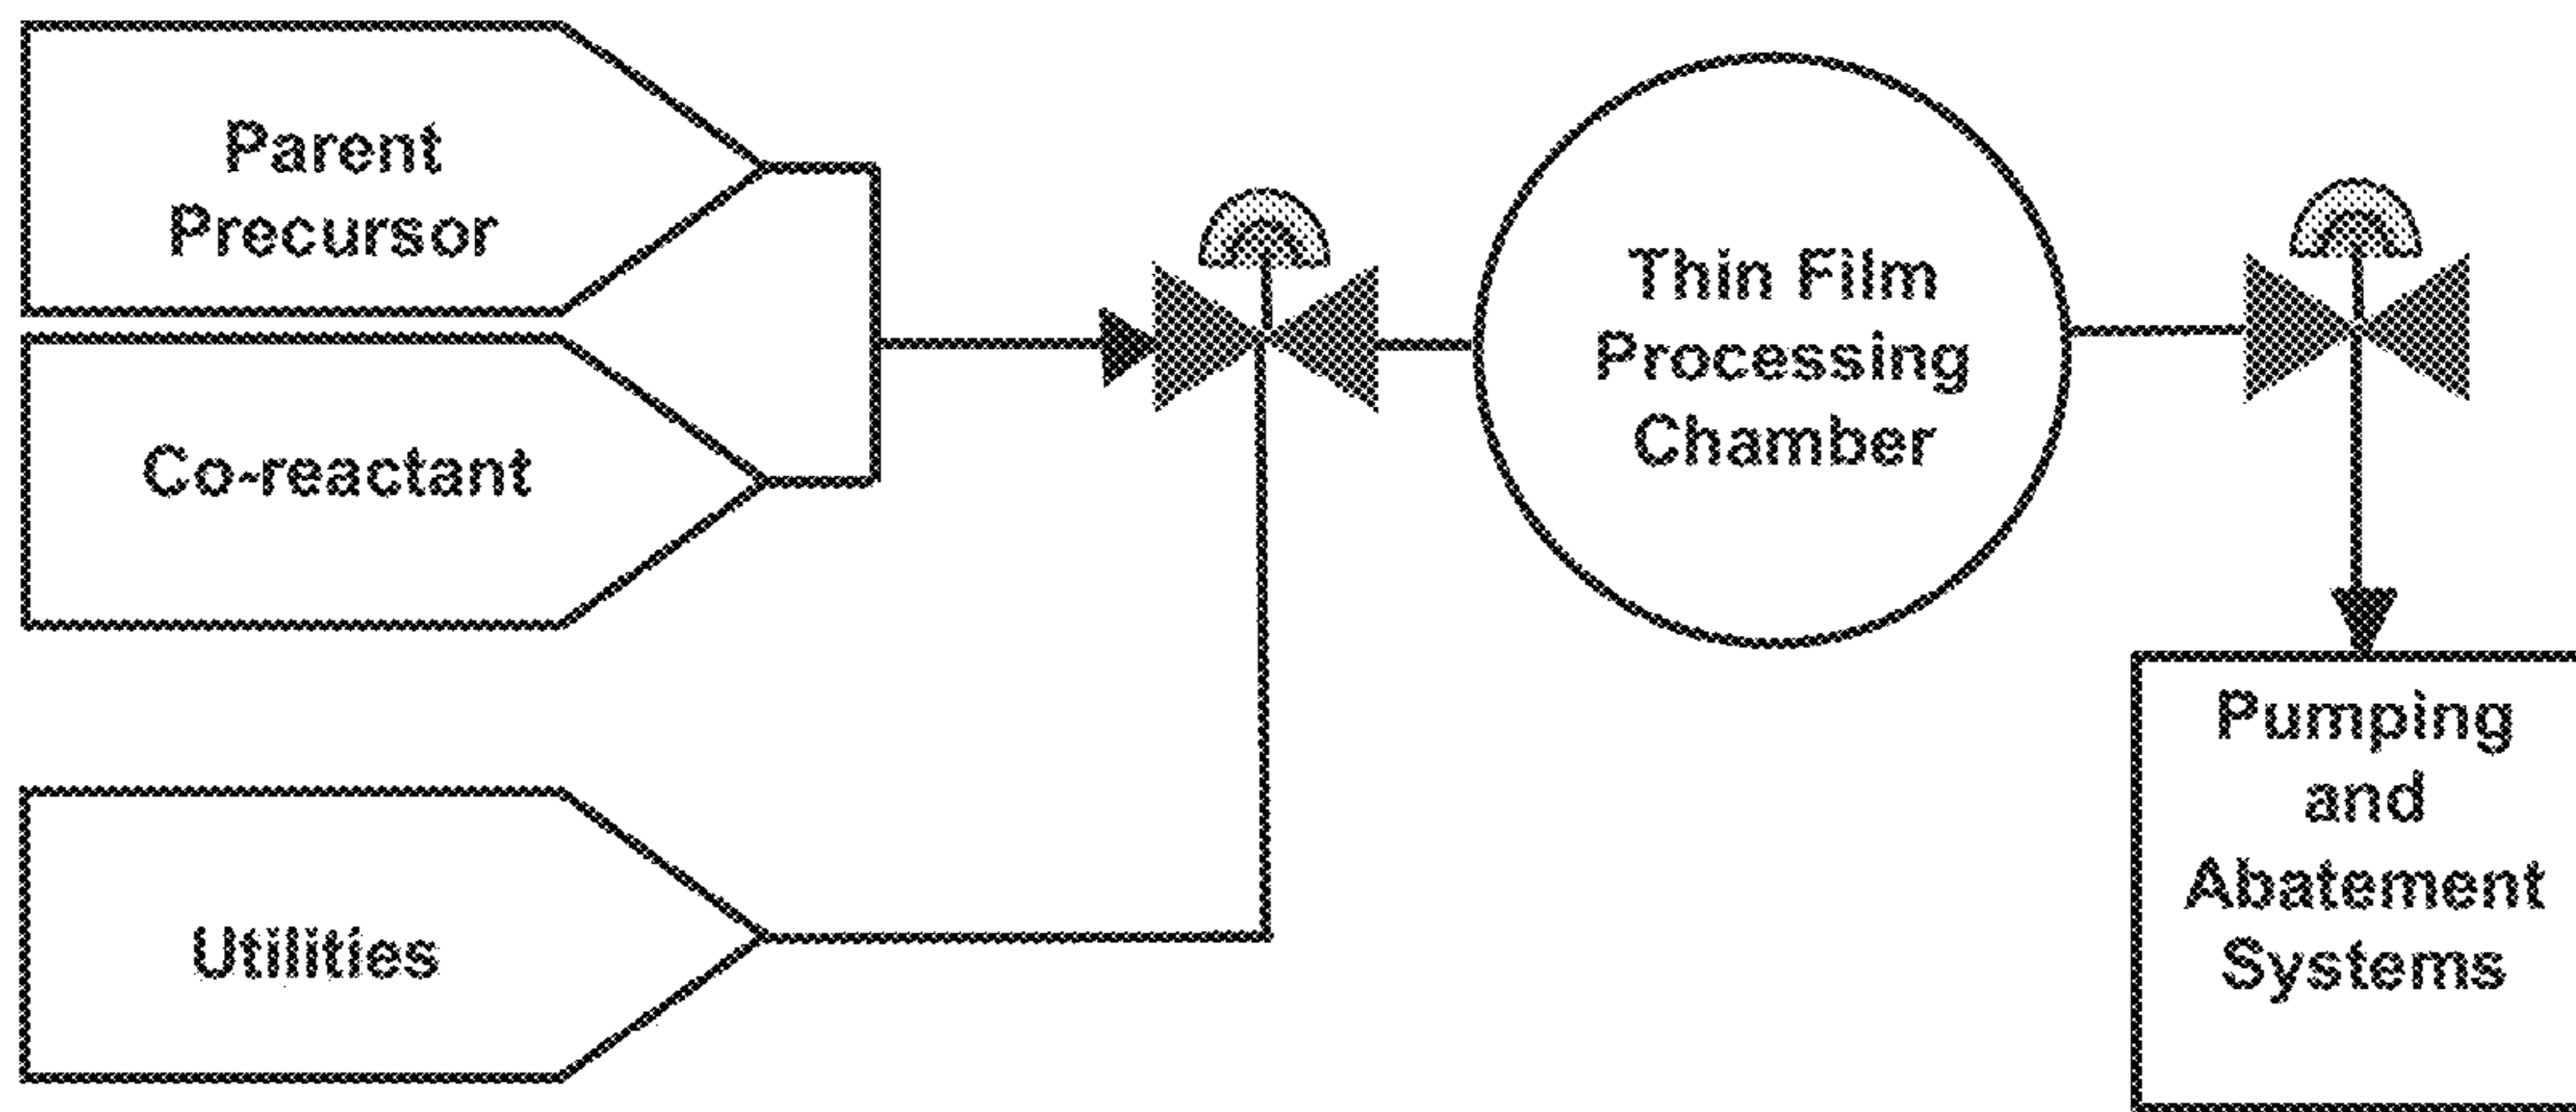 Parent
Precursor
Co-reactant
Utilities
Thin Film
Processing
Chamber
Pumping
and
Abatement
Systems